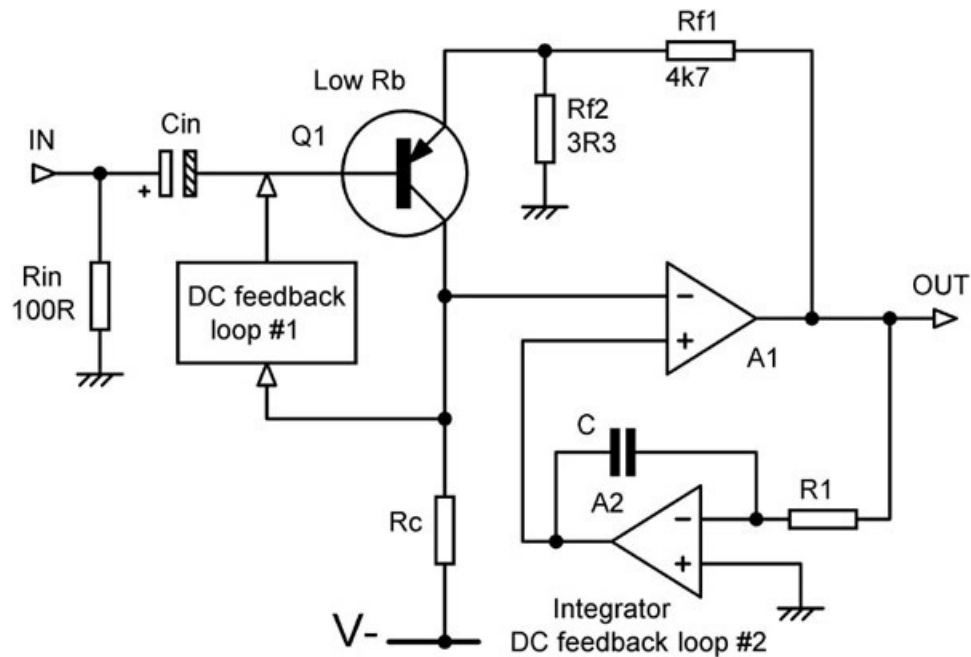 Rf1
4k7
Low Rb
Rf2
3R3
Cin
Q1
IN
+
Rin
100R
DC feedback
loop #1
−
+
A1
OUT
C
A2
R1
−
+
Rc
V-
Integrator
DC feedback loop #2